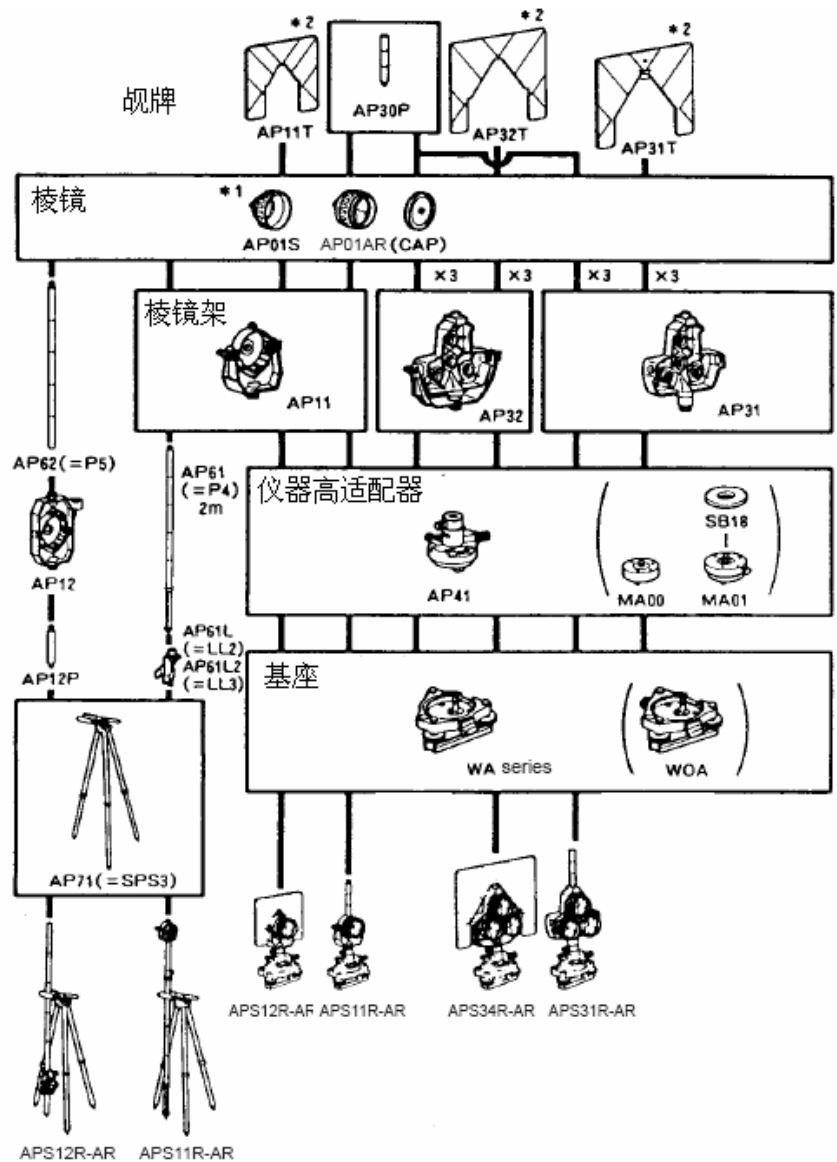 *2
*2
*2
觇牌
AP30P
AP11T
AP32T
AP31T
棱镜
*1
AP01S AP01AR (CAP)
×3 ×3 ×3 ×3
棱镜架
AP11
AP32
AP31
AP62(=P5)
AP61
(=P4)
2m
仪器高适配器
SB18
AP12
AP41
MA00 MA01
AP61L
(=LL2)
AP61L2
(=LL3)
AP12P
基座
WA series
WOA
AP71(=SPS3)
APS12R-AR APS11R-AR APS34R-AR APS31R-AR
APS12R-AR APS11R-AR